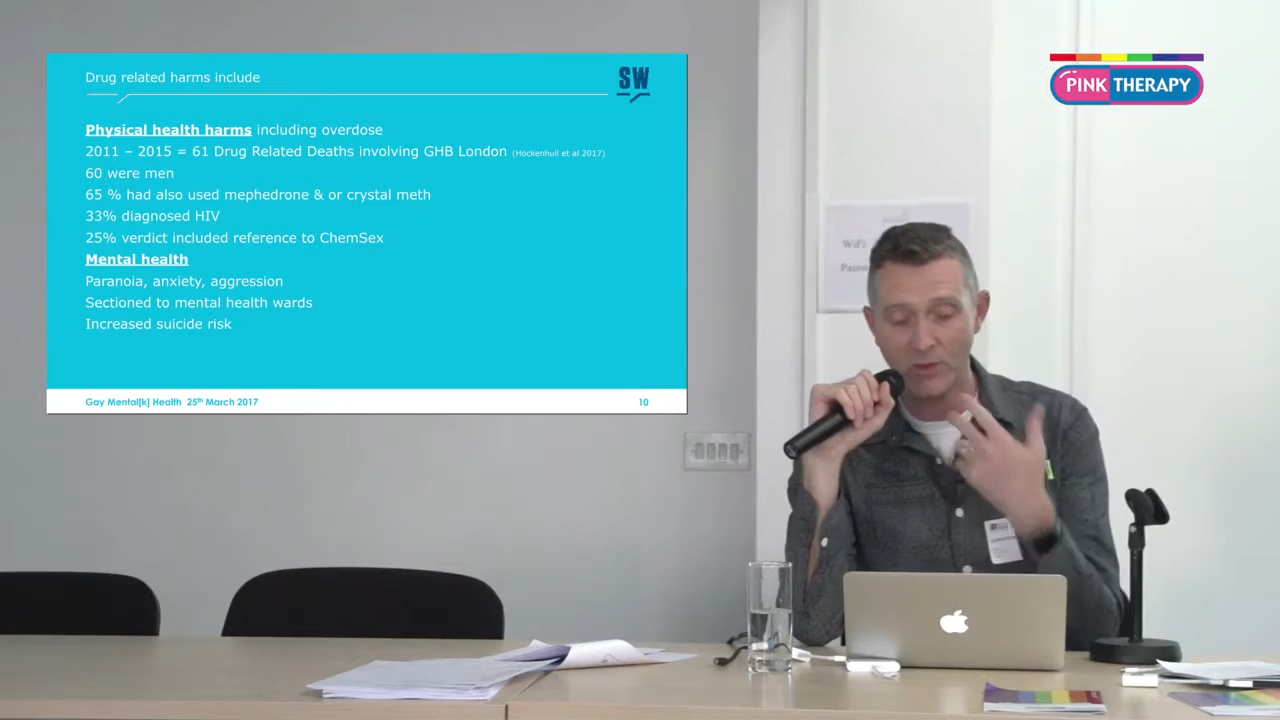 Drug related harms include
SW
Physical health harms including overdose
2011 – 2015 = 61 Drug Related Deaths involving GHB London (Hockenhull et al 2017)
60 were men
65 % had also used mephedrone & or crystal meth
33% diagnosed HIV
25% verdict included reference to ChemSex
Mental health
Paranoia, anxiety, aggression
Sectioned to mental health wards
Increased suicide risk
Gay Mental[k] Health 25th March 2017
10
PINK THERAPY
WiFi